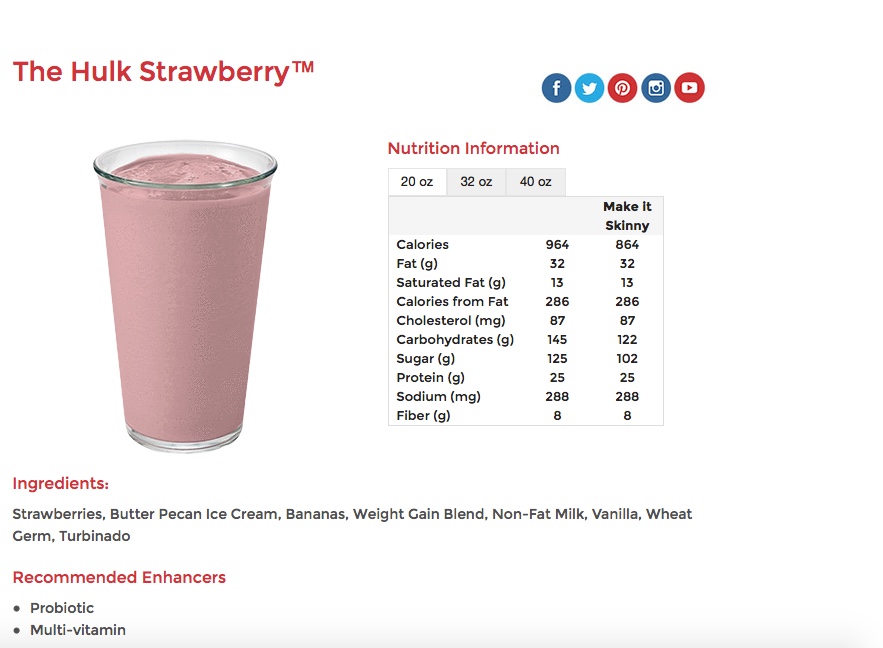 The Hulk Strawberry™
Nutrition Information
20 oz 32 oz 40 oz
Make it
Skinny
Calories 964 864
Fat (g) 32 32
Saturated Fat (g) 13 13
Calories from Fat 286 286
Cholesterol (mg) 87 87
Carbohydrates (g) 145 122
Sugar (g) 125 102
Protein (g) 25 25
Sodium (mg) 288 288
Fiber (g) 8 8
Ingredients:
Strawberries, Butter Pecan Ice Cream, Bananas, Weight Gain Blend, Non-Fat Milk, Vanilla, Wheat
Germ, Turbinado
Recommended Enhancers
• Probiotic
• Multi-vitamin